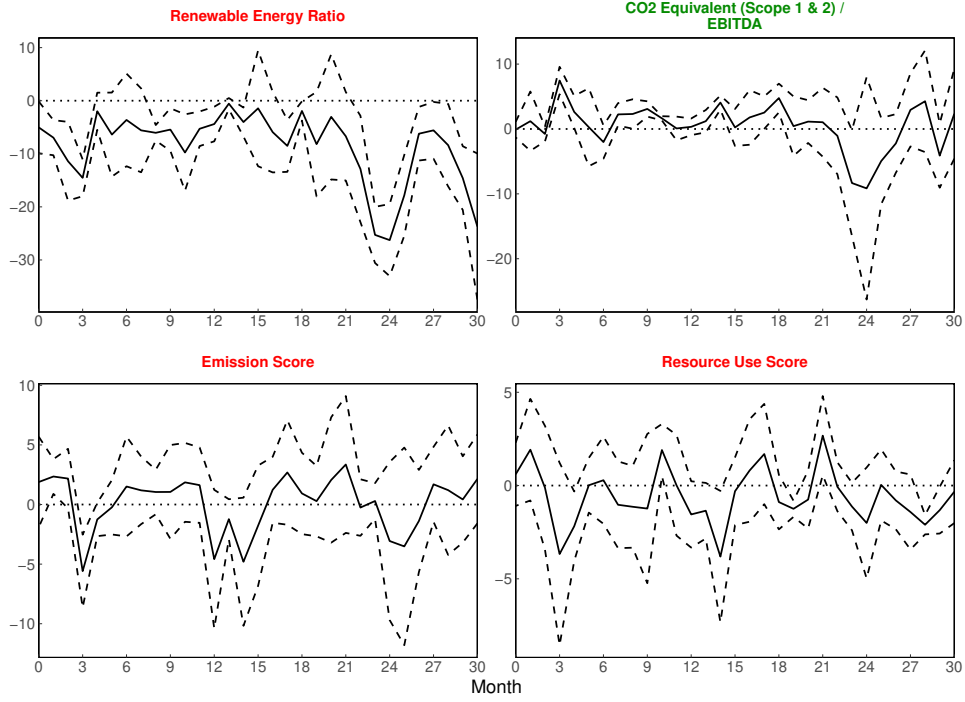 Renewable Energy Ratio
10
0
−10
−20
−30
0 3 6 9 12 15 18 21 24 27 30
CO2 Equivalent (Scope 1 & 2) /
EBITDA
10
0
−10
−20
0 3 6 9 12 15 18 21 24 27 30
Emission Score
10
5
0
−5
−10
0 3 6 9 12 15 18 21 24 27 30
Resource Use Score
5
0
−5
0 3 6 9 12 15 18 21 24 27 30
Month